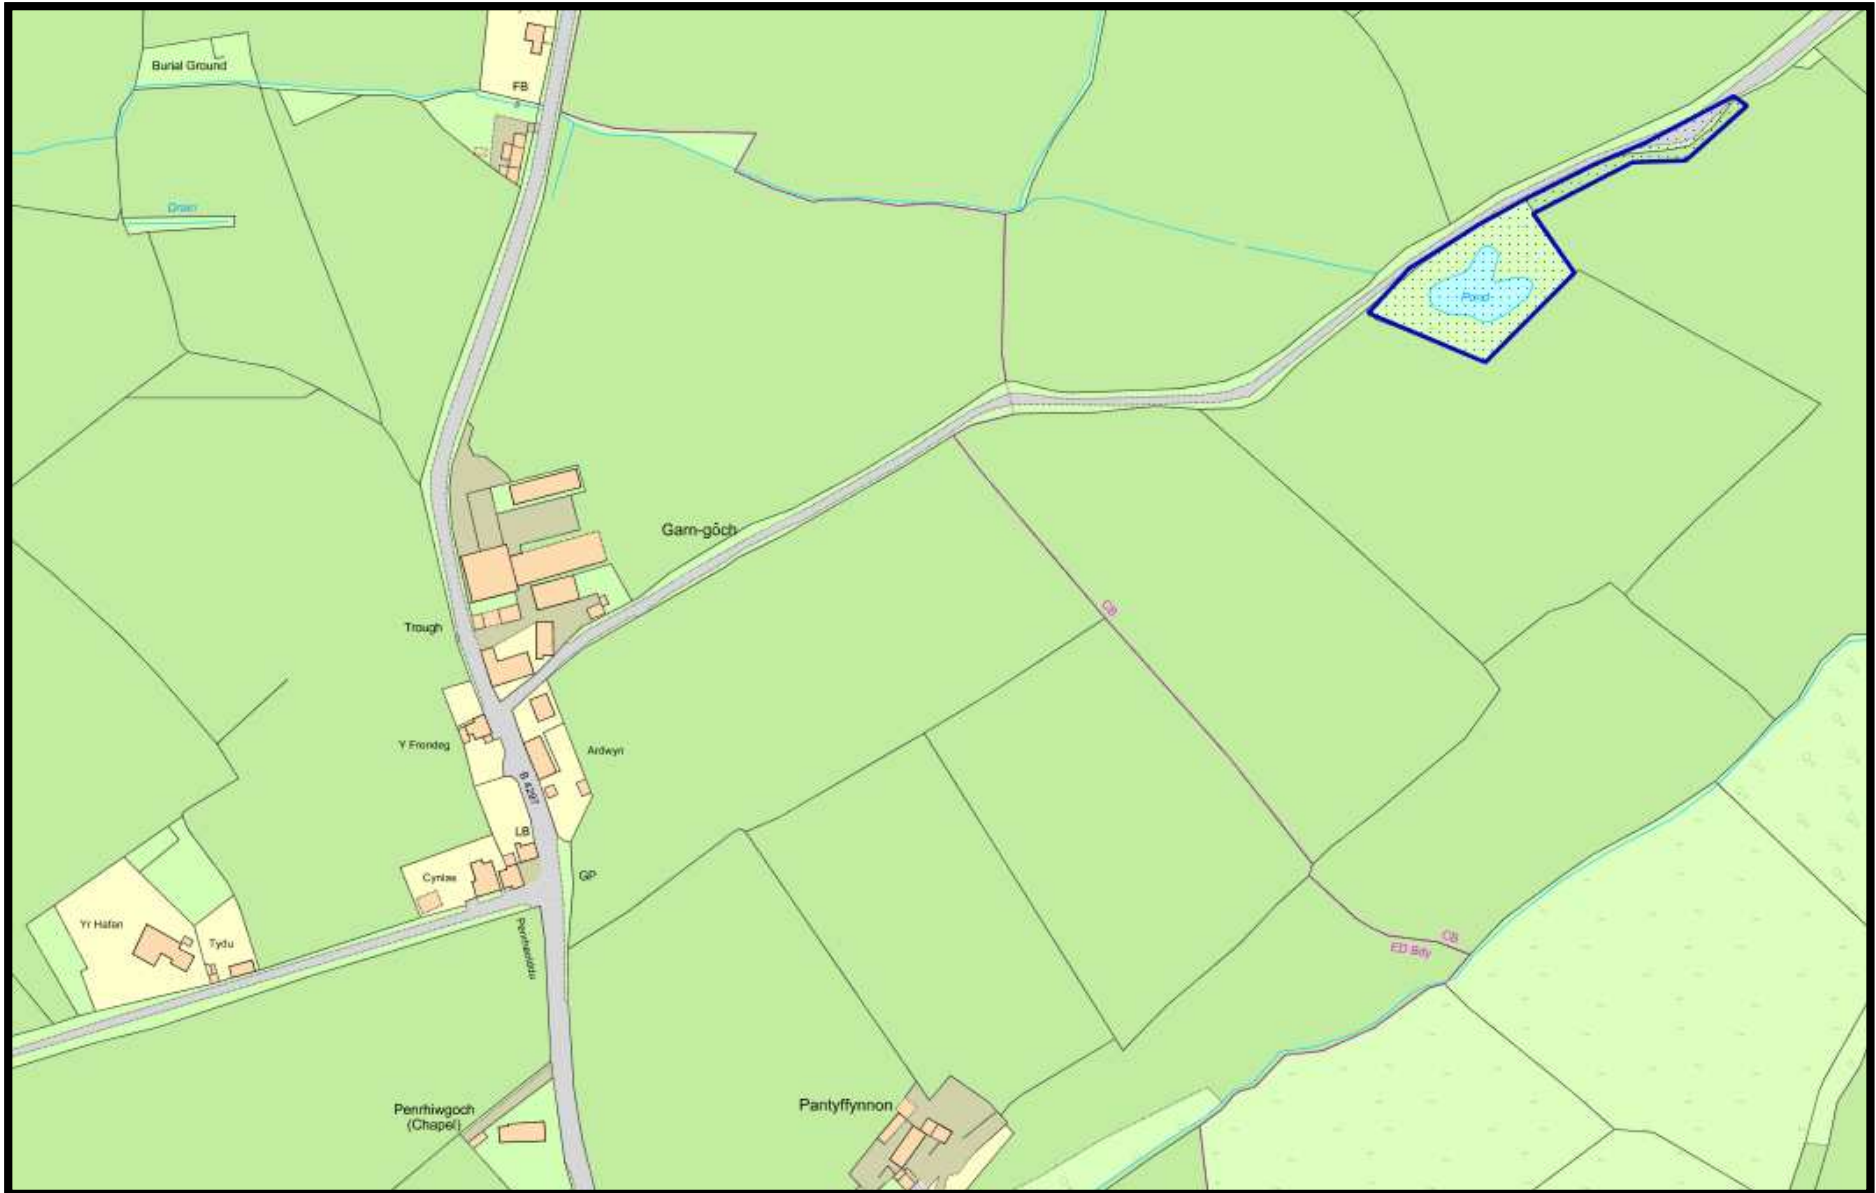 Burial Ground
FB
Drain
Pond
Garn-gôch
CB
Trough
Y Frondeg
Ardwyn
B 4297
LB
Cynlas
GP
Yr Hafan
Tydu
CB
ED Bdy
Penrhiwgoch
(Chapel)
Pantyffynnon